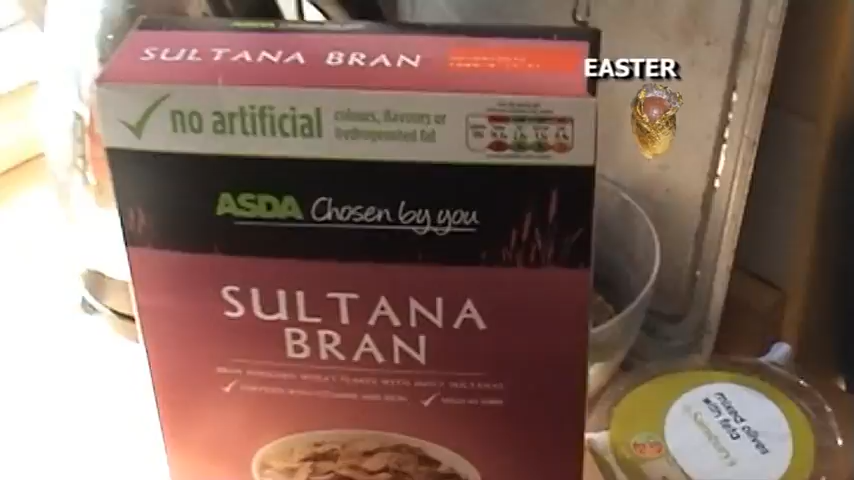 SULTANA BRAN
EASTER
no artificial
colours, flavours or
hydrogenated fat
ASDA Chosen by you
SULTANA
BRAN
mixed olives
with feta
Sainsbury's